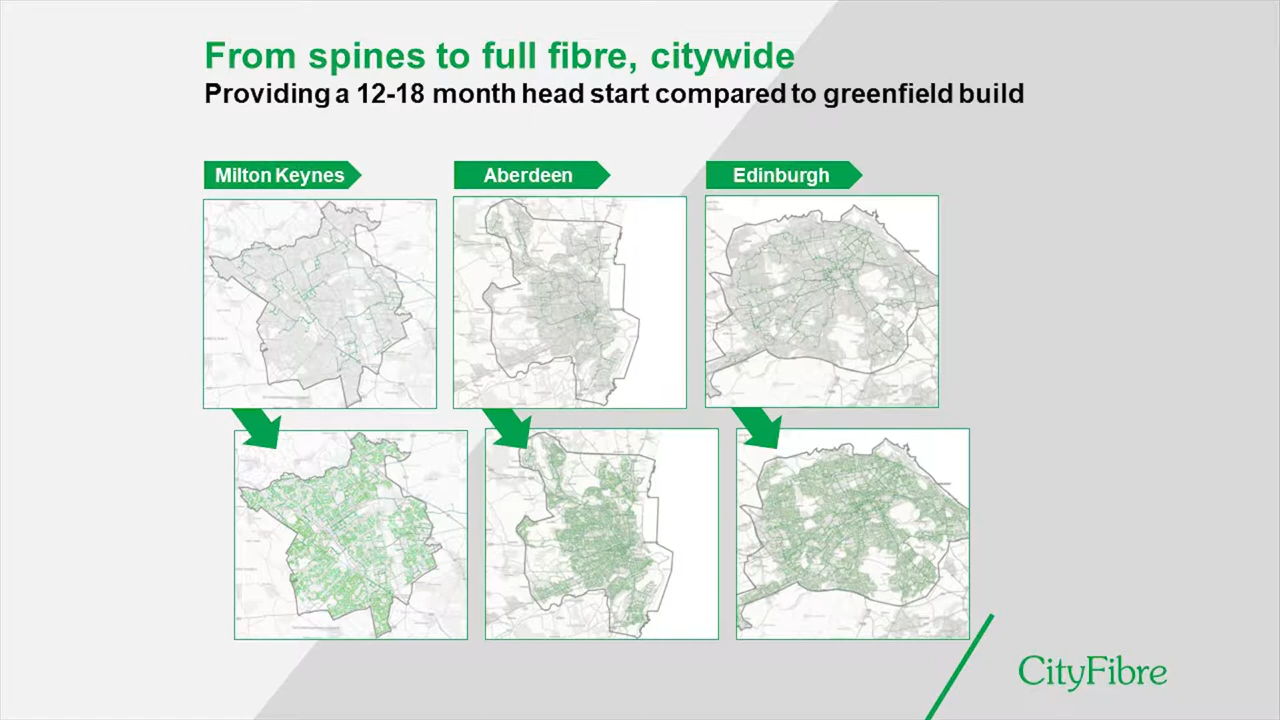 From spines to full fibre, citywide
Providing a 12-18 month head start compared to greenfield build
Milton Keynes
Aberdeen
Edinburgh
CityFibre